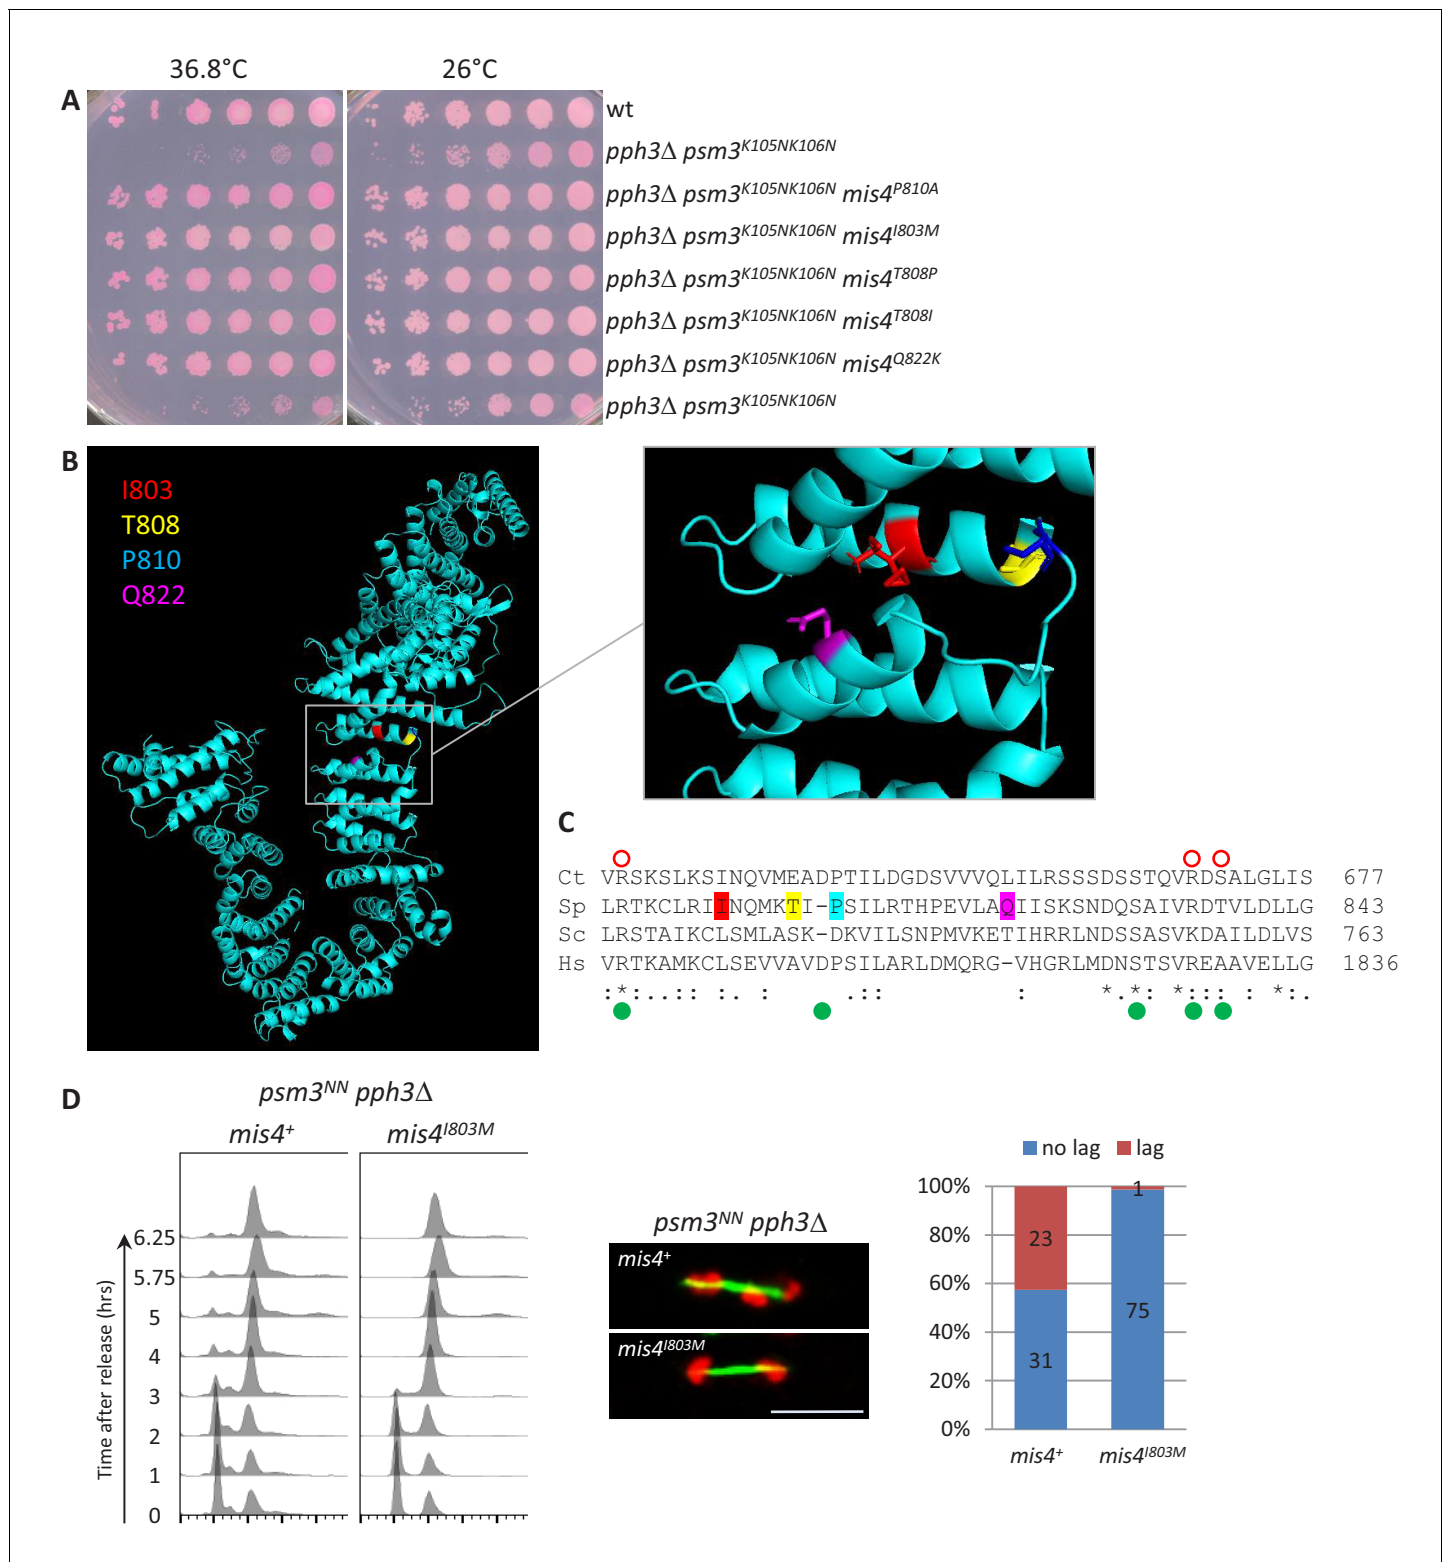 36.8°C 26°C
A
wt
pph3Δ psm3K105NK106N
pph3Δ psm3K105NK106N mis4P810A
pph3Δ psm3K105NK106N mis4I803M
pph3Δ psm3K105NK106N mis4T808P
pph3Δ psm3K105NK106N mis4T808I
pph3Δ psm3K105NK106N mis4Q822K
pph3Δ psm3K105NK106N
B
I803
T808
P810
Q822
C
Ct VRSKSLKSINQVMEADPTILDGDSVVVQLILRSSSDSSTQVRDSALGLIS 677
Sp LRTKCLRIINQMKTI-PSILRTHPEVLAQIISKSNDQSAIVRDTVLDLLG 843
Sc LRSTAIKCLSMLASK-DKVILSNPMVKETIHRRLNDSSASVKDAILDLVS 763
Hs VRTKAMKCLSEVVAVDPSILARLDMQRG-VHGRLMDNSTSVREAAVELLG 1836
:*:..:: :. : .:: : *.*: *::: : *:.
D
psm3NN pph3Δ
mis4+ mis4I803M
Time after release (hrs)
6.25
5.75
5
4
3
2
1
0
psm3NN pph3Δ
mis4+
mis4I803M
no lag lag
100%
80%
60%
40%
20%
0%
23
31
1
75
mis4+ mis4I803M